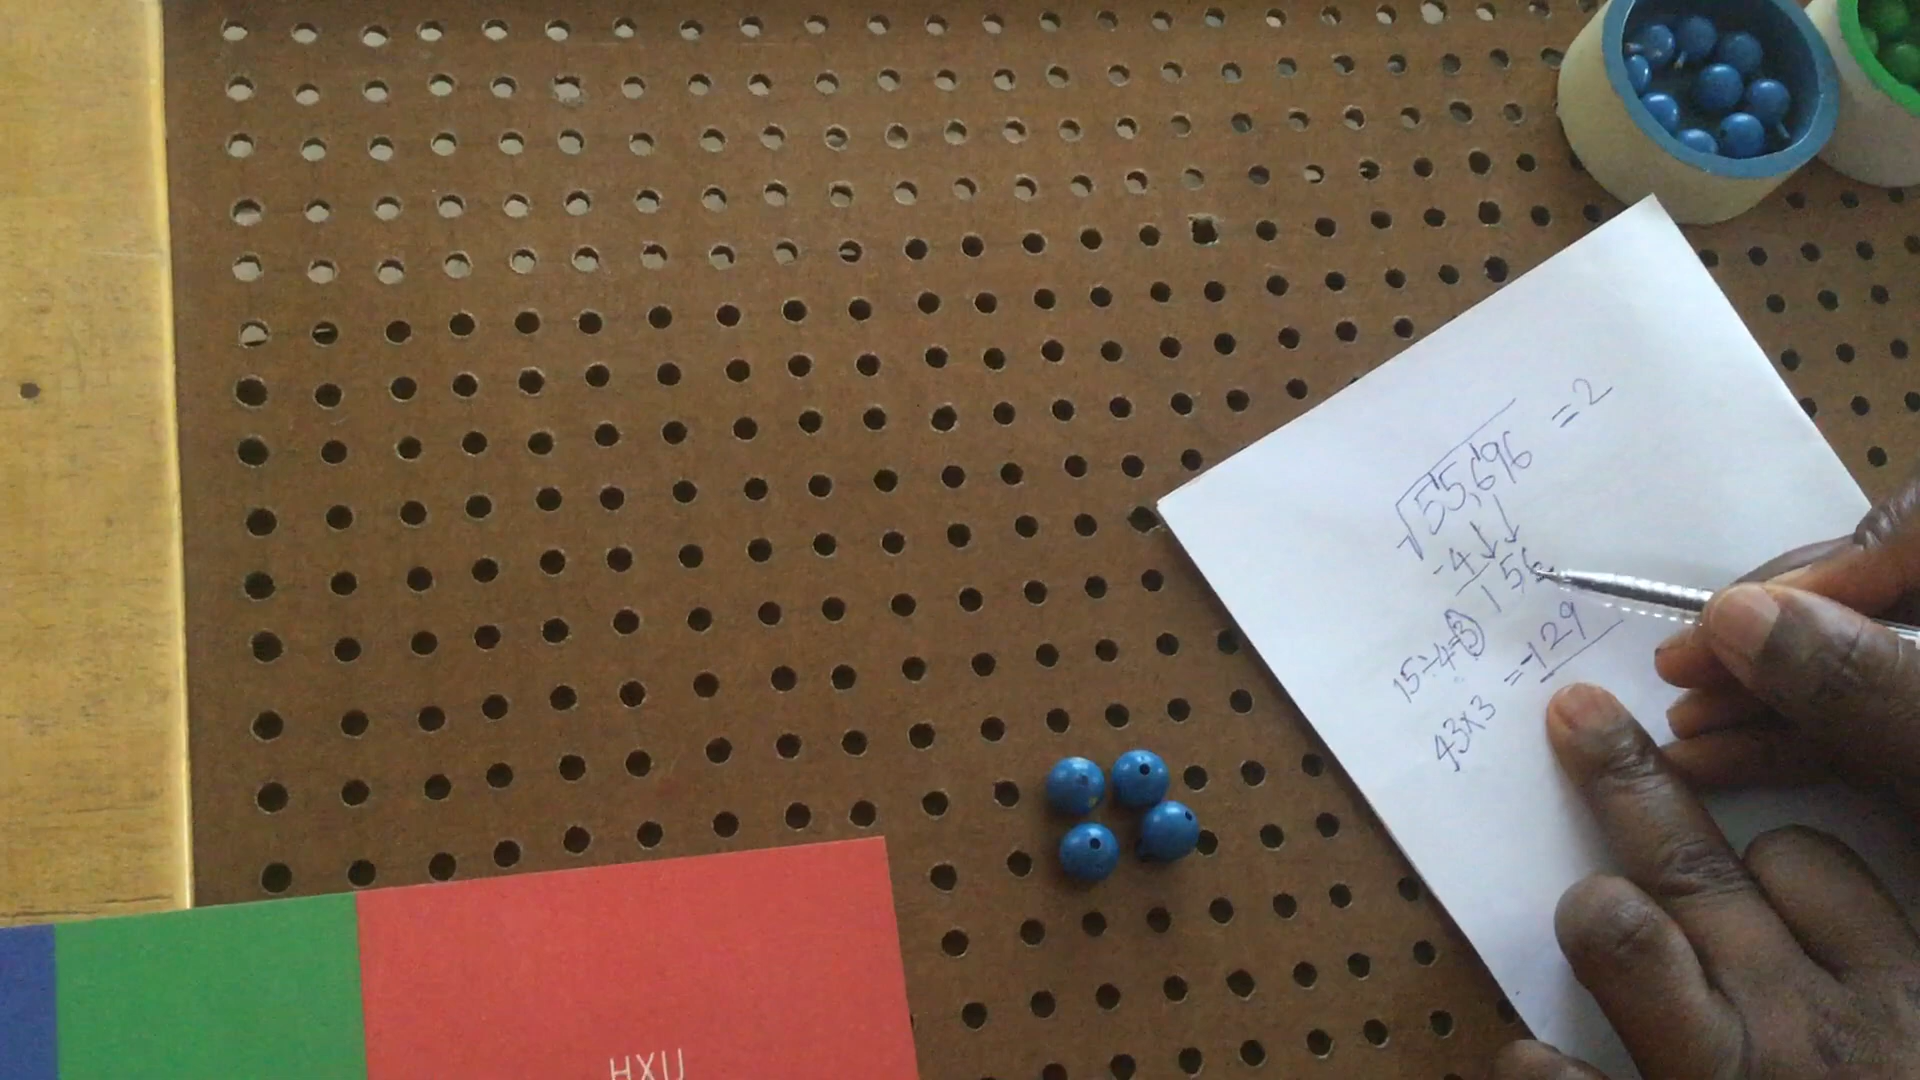 √55,696 = 2
-4
156
15÷4=3
43x3 = -129
HXU